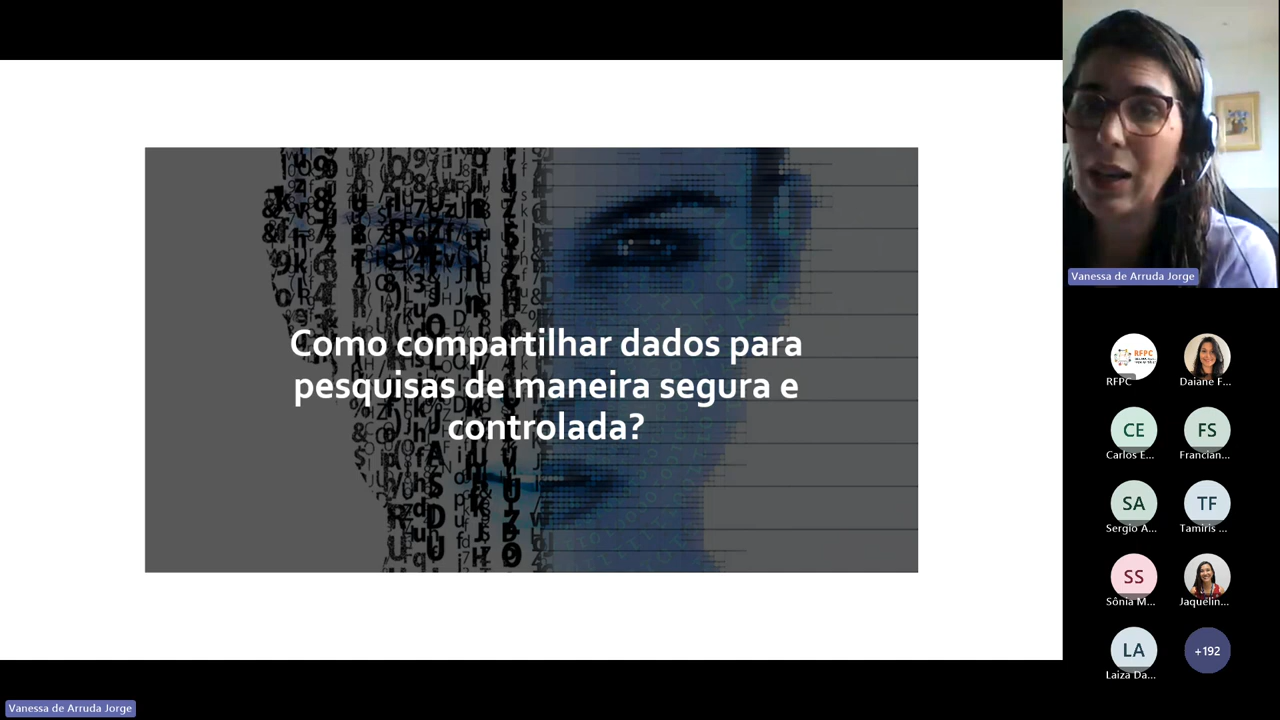 Como compartilhar dados para
pesquisas de maneira segura e
controlada?
Vanessa de Arruda Jorge
RFPC
RFPC
Daiane F...
CE
Carlos E...
FS
Francian...
SA
Sergio A...
TF
Tamiris ...
SS
Sônia M...
Jaquelin...
LA
Laiza Da...
+192
Vanessa de Arruda Jorge